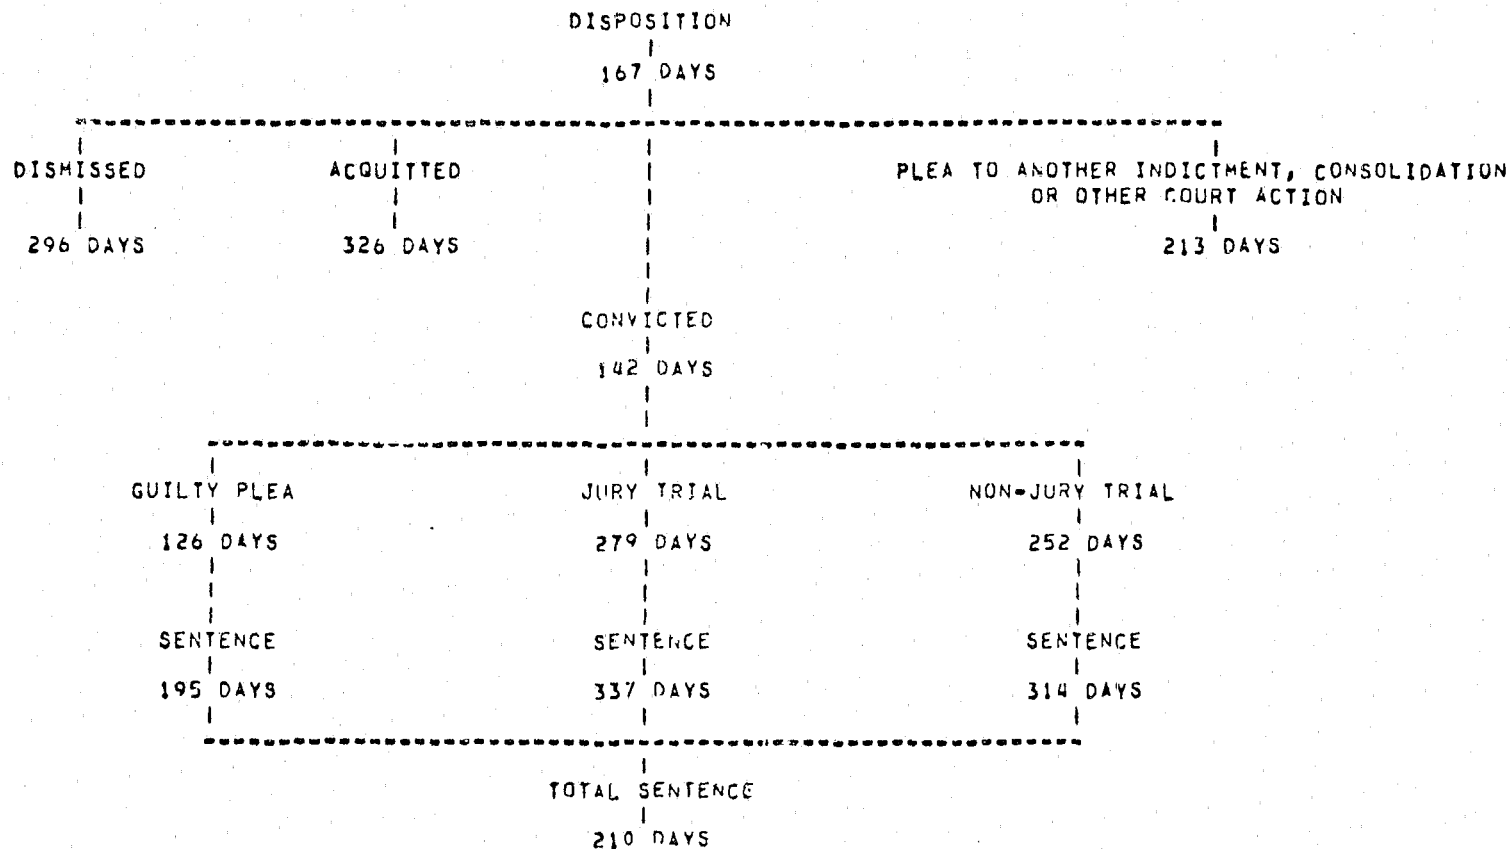 DISPOSITION
167 DAYS
DISMISSED
ACQUITTED
PLEA TO ANOTHER INDICTMENT, CONSOLIDATION
OR OTHER COURT ACTION
296 DAYS
326 DAYS
213 DAYS
CONVICTED
142 DAYS
GUILTY PLEA
JURY TRIAL
NON-JURY TRIAL
126 DAYS
279 DAYS
252 DAYS
SENTENCE
SENTENCE
SENTENCE
195 DAYS
337 DAYS
314 DAYS
TOTAL SENTENCE
210 DAYS